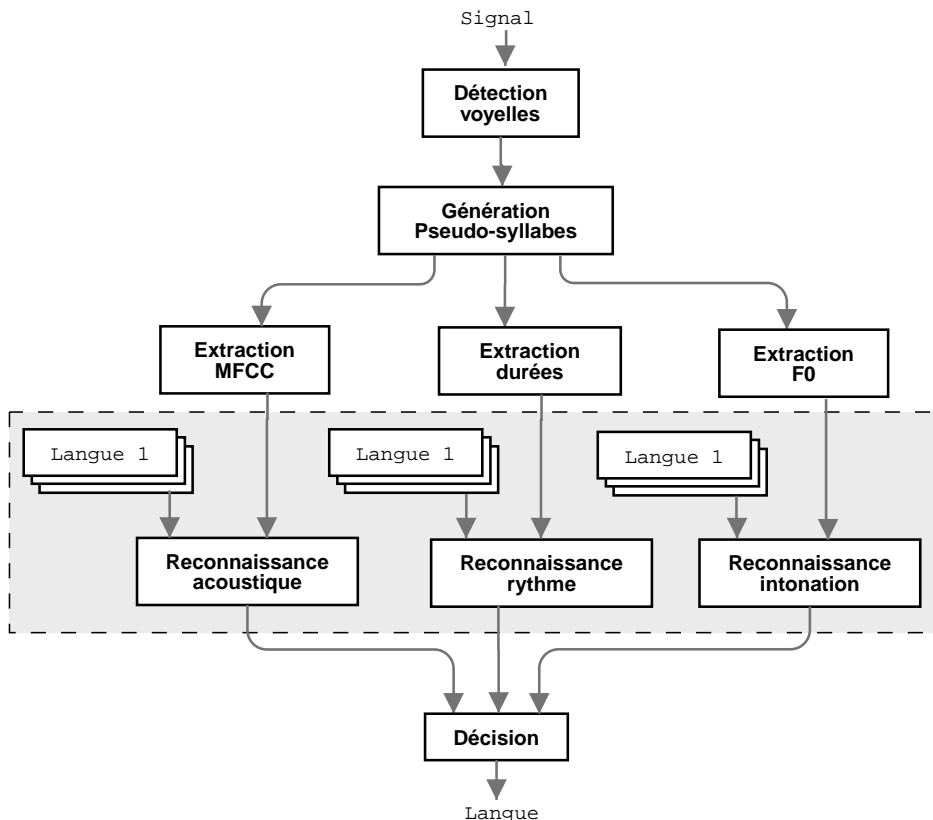 Signal
Détection
voyelles
Génération
Pseudo-syllabes
Extraction
MFCC
Extraction
durées
Extraction
F0
Langue 1
Langue 1
Langue 1
Reconnaissance
acoustique
Reconnaissance
rythme
Reconnaissance
intonation
Décision
Langue